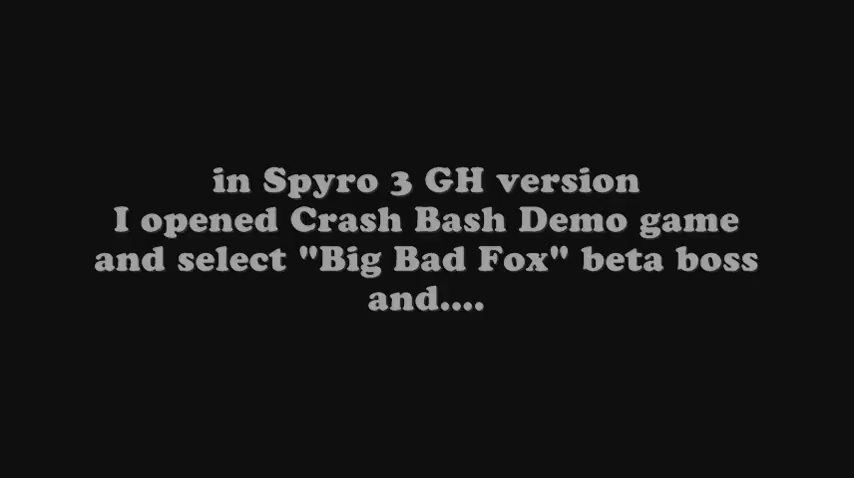 in Spyro 3 GH version
I opened Crash Bash Demo game
and select "Big Bad Fox" beta boss
and....